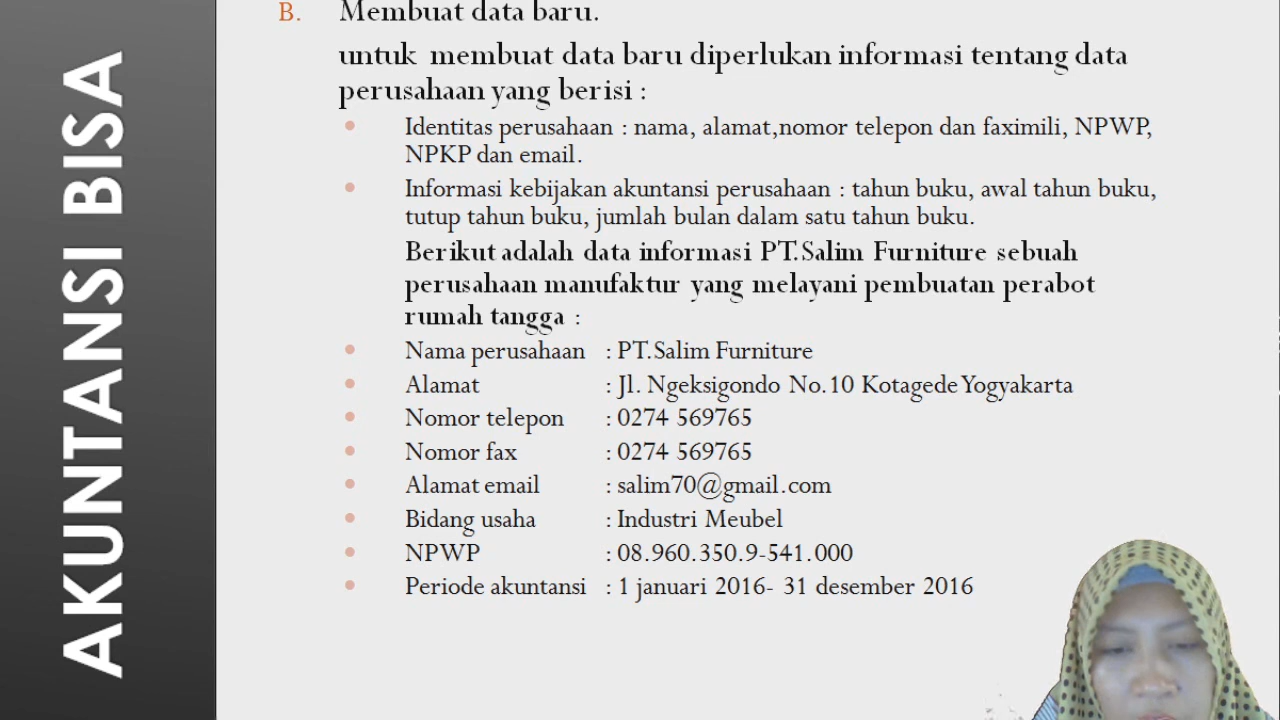 AKUNTANSI BISA
B. Membuat data baru.
untuk membuat data baru diperlukan informasi tentang data
perusahaan yang berisi :
• Identitas perusahaan : nama, alamat,nomor telepon dan faximili, NPWP,
NPKP dan email.
• Informasi kebijakan akuntansi perusahaan : tahun buku, awal tahun buku,
tutup tahun buku, jumlah bulan dalam satu tahun buku.
Berikut adalah data informasi PT.Salim Furniture sebuah
perusahaan manufaktur yang melayani pembuatan perabot
rumah tangga :
• Nama perusahaan : PT.Salim Furniture
• Alamat : Jl. Ngeksigondo No.10 Kotagede Yogyakarta
• Nomor telepon : 0274 569765
• Nomor fax : 0274 569765
• Alamat email : salim70@gmail.com
• Bidang usaha : Industri Meubel
• NPWP : 08.960.350.9-541.000
• Periode akuntansi : 1 januari 2016- 31 desember 2016